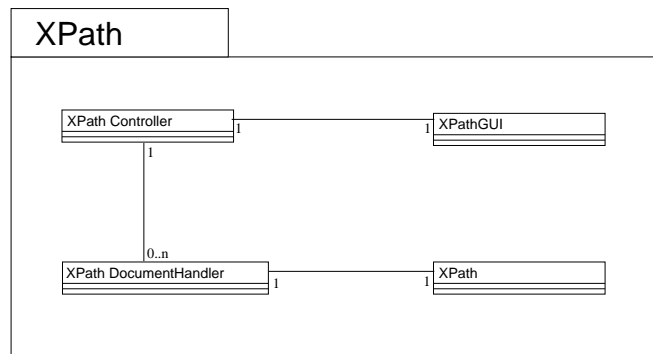 XPath
XPath Controller
1
1
XPathGUI
1
0..n
XPath DocumentHandler
1
1
XPath